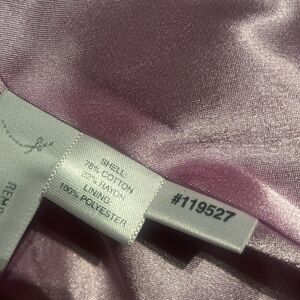 SHELL:
78% COTTON
22% RAYON
LINING:
100% POLYESTER
#119527